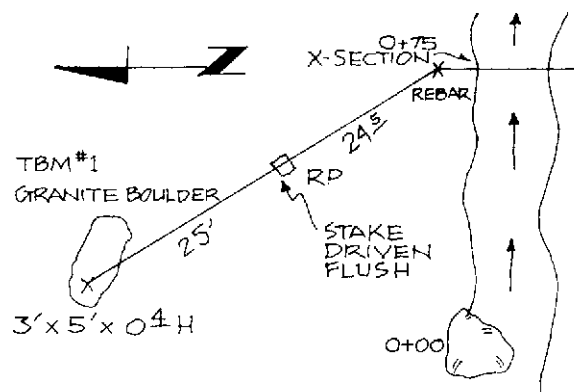 N
0+75
X-SECTION
REBAR
24.5
RP
25'
TBM #1
GRANITE BOULDER
STAKE
DRIVEN
FLUSH
3' x 5' x 0.4 H
0+00